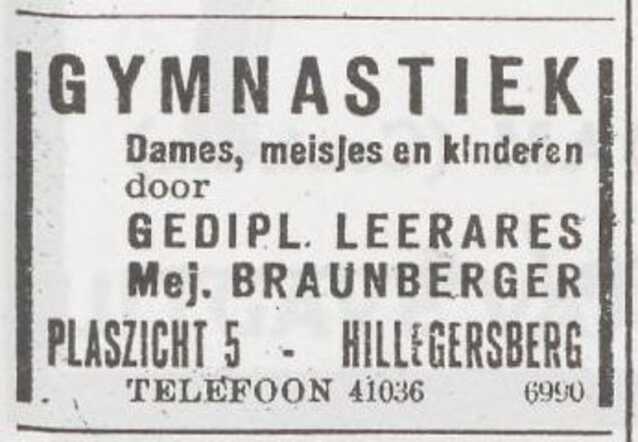 GYMNASTIEK
Dames, meisjes en kinderen
door
GEDIPL. LEERARES
Mej. BRAUNBERGER
PLASZICHT 5 - HILLEGERSBERG
TELEFOON 41036 6990